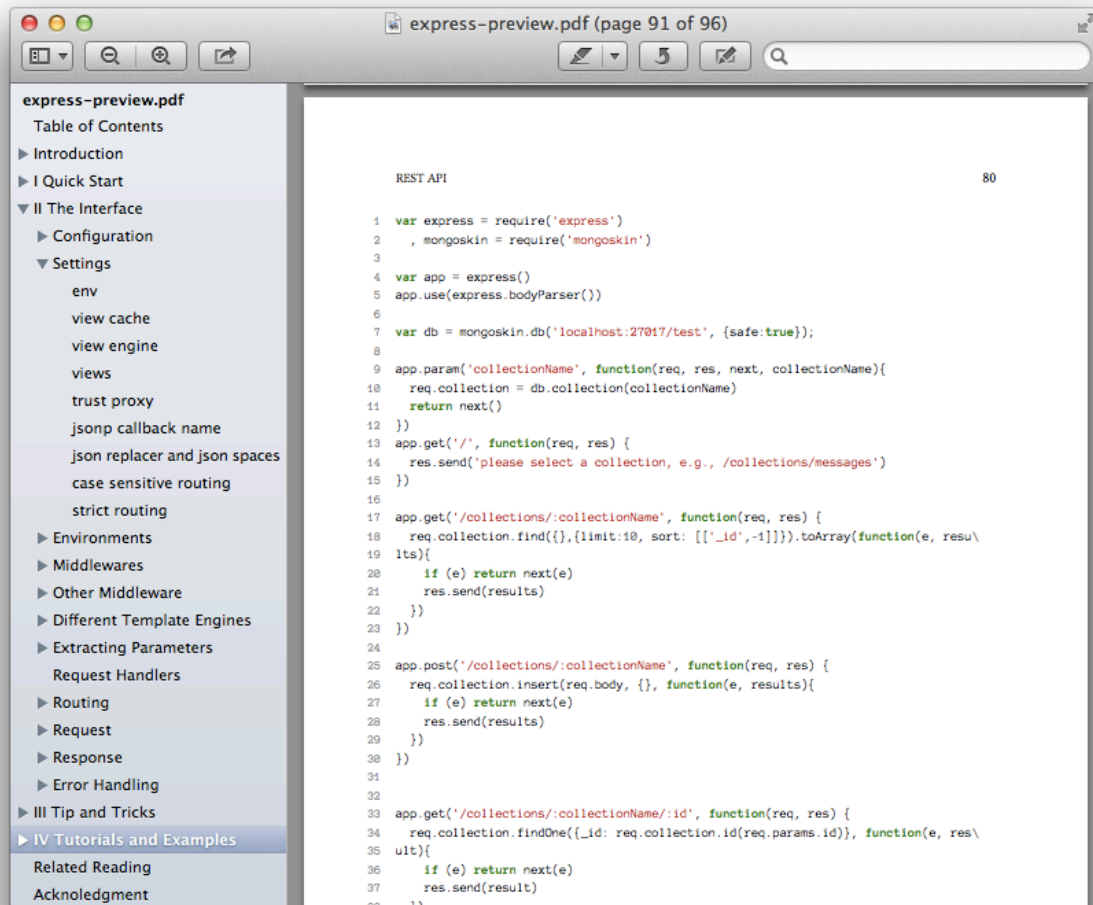 express-preview.pdf (page 91 of 96)
express-preview.pdf
Table of Contents
Introduction
I Quick Start
II The Interface
Configuration
Settings
env
view cache
view engine
views
trust proxy
jsonp callback name
json replacer and json spaces
case sensitive routing
strict routing
Environments
Middlewares
Other Middleware
Different Template Engines
Extracting Parameters
Request Handlers
Routing
Request
Response
Error Handling
III Tip and Tricks
IV Tutorials and Examples
Related Reading
Acknoledgment
REST API 80
1 var express = require('express')
2   , mongoskin = require('mongoskin')
3
4 var app = express()
5 app.use(express.bodyParser())
6
7 var db = mongoskin.db('localhost:27017/test', {safe:true});
8
9 app.param('collectionName', function(req, res, next, collectionName){
10   req.collection = db.collection(collectionName)
11   return next()
12 })
13 app.get('/', function(req, res) {
14   res.send('please select a collection, e.g., /collections/messages')
15 })
16
17 app.get('/collections/:collectionName', function(req, res) {
18   req.collection.find({},{limit:10, sort: [['_id',-1]]}).toArray(function(e, resu\
19 lts){
20     if (e) return next(e)
21     res.send(results)
22   })
23 })
24
25 app.post('/collections/:collectionName', function(req, res) {
26   req.collection.insert(req.body, {}, function(e, results){
27     if (e) return next(e)
28     res.send(results)
29   })
30 })
31
32
33 app.get('/collections/:collectionName/:id', function(req, res) {
34   req.collection.findOne({_id: req.collection.id(req.params.id)}, function(e, res\
35 ult){
36     if (e) return next(e)
37     res.send(result)